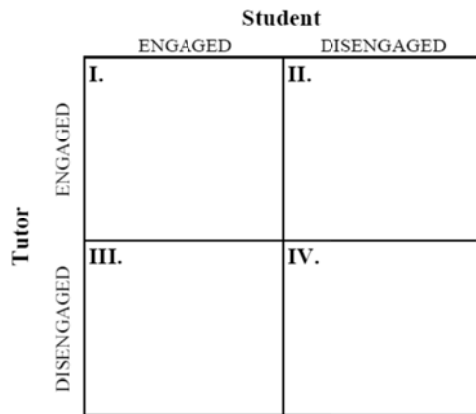 Student
ENGAGED DISENGAGED
I. II.
ENGAGED
Tutor
III. IV.
DISENGAGED